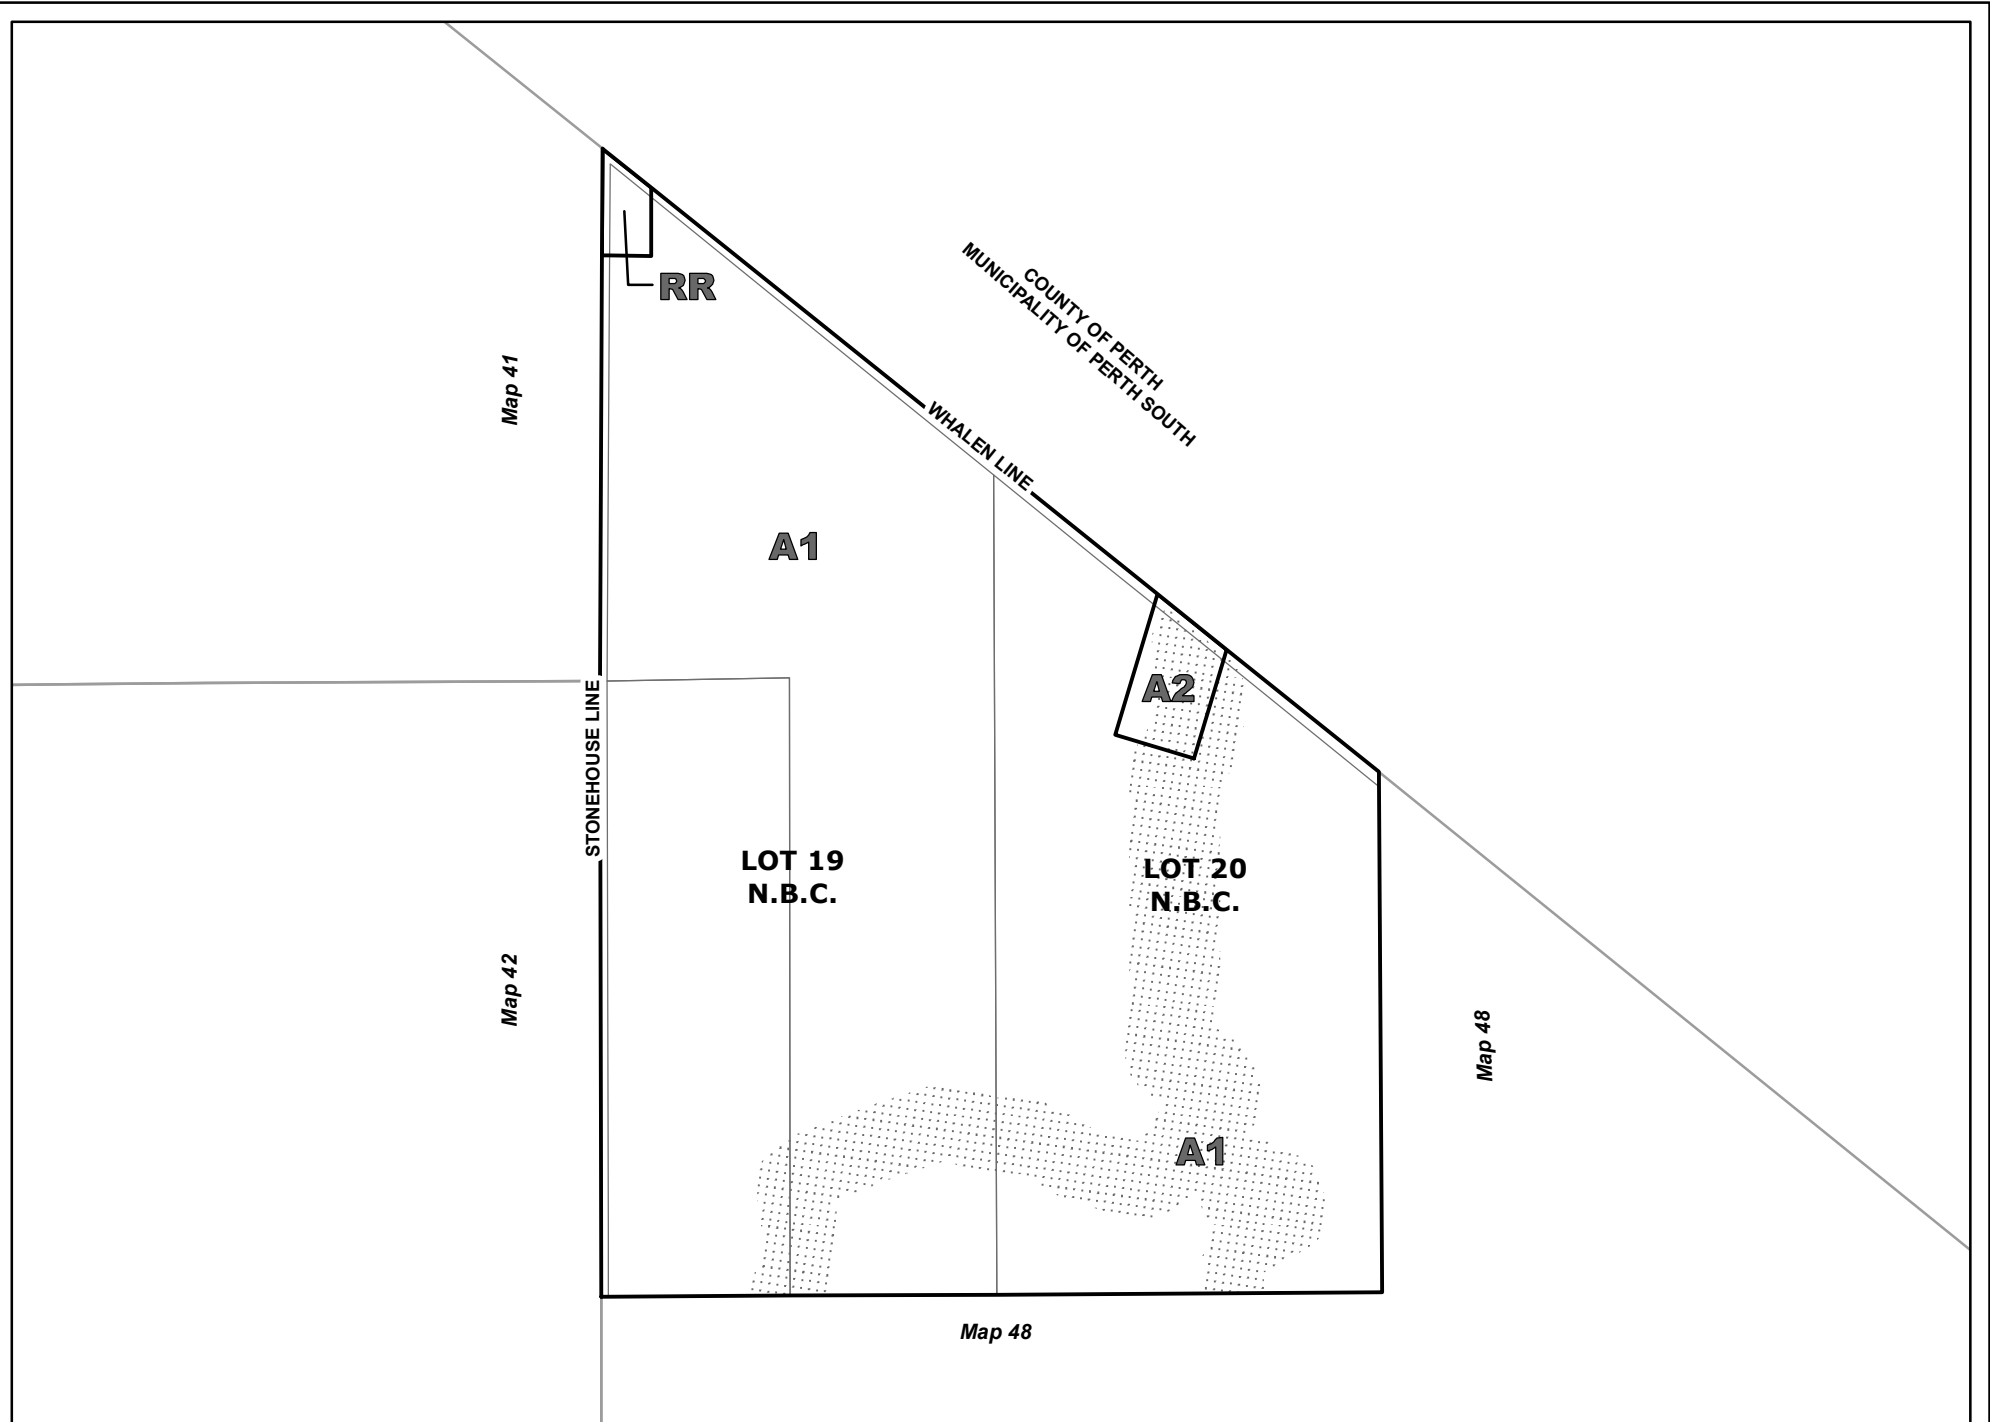 COUNTY OF PERTH
MUNICIPALITY OF PERTH SOUTH
RR
Map 41
WHALEN LINE
A1
A2
STONEHOUSE LINE
LOT 19
N.B.C.
LOT 20
N.B.C.
Map 42
Map 48
A1
Map 48